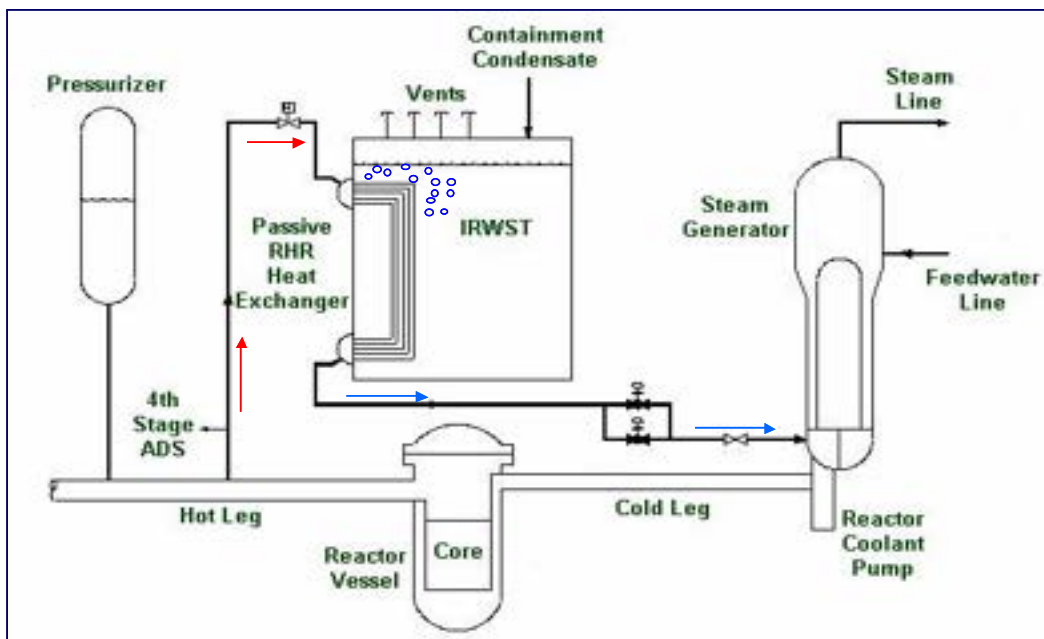 Containment
Condensate
Pressurizer
Vents
Steam
Line
Passive
RHR
Heat
Exchanger
IRWST
Steam
Generator
Feedwater
Line
4th
Stage
ADS
Hot Leg
Cold Leg
Reactor
Vessel
Core
Reactor
Coolant
Pump